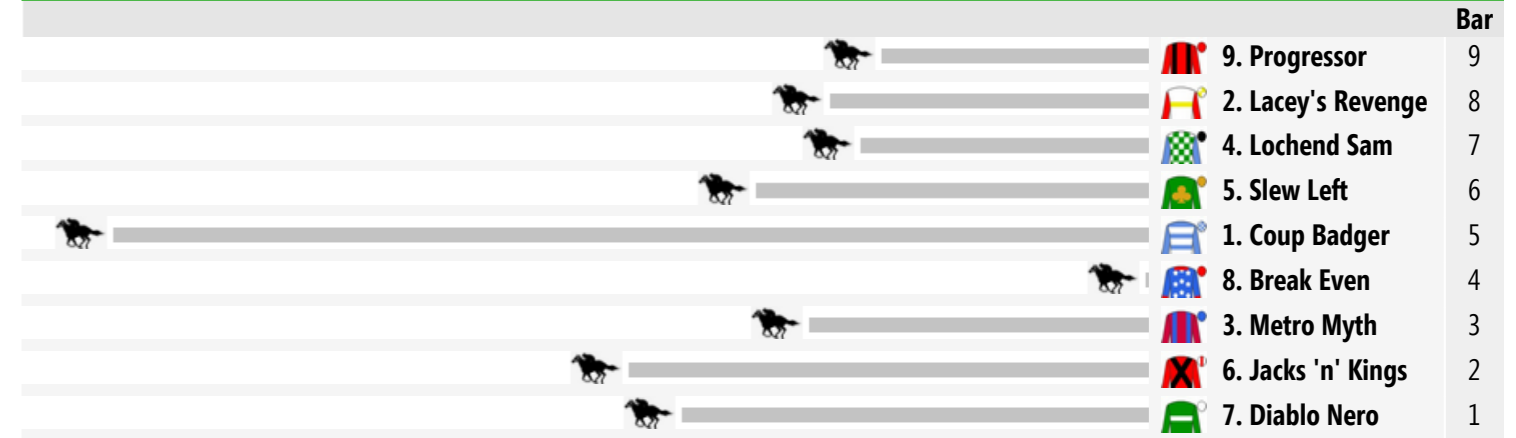 Bar
9. Progressor 9
2. Lacey's Revenge 8
4. Lochend Sam 7
5. Slew Left 6
1. Coup Badger 5
8. Break Even 4
3. Metro Myth 3
6. Jacks 'n' Kings 2
7. Diablo Nero 1